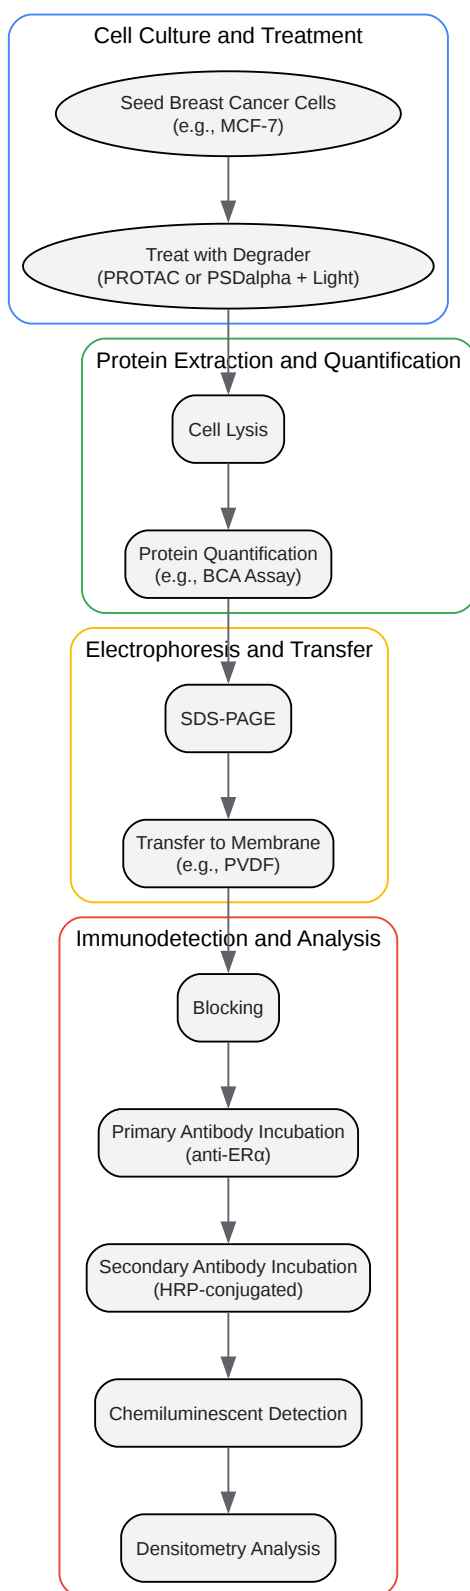 Cell Culture and Treatment
Seed Breast Cancer Cells
(e.g., MCF-7)
Treat with Degrader
(PROTAC or PSDalpha + Light)
Protein Extraction and Quantification
Cell Lysis
Protein Quantification
(e.g., BCA Assay)
Electrophoresis and Transfer
SDS-PAGE
Transfer to Membrane
(e.g., PVDF)
Immunodetection and Analysis
Blocking
Primary Antibody Incubation
(anti-ERα)
Secondary Antibody Incubation
(HRP-conjugated)
Chemiluminescent Detection
Densitometry Analysis